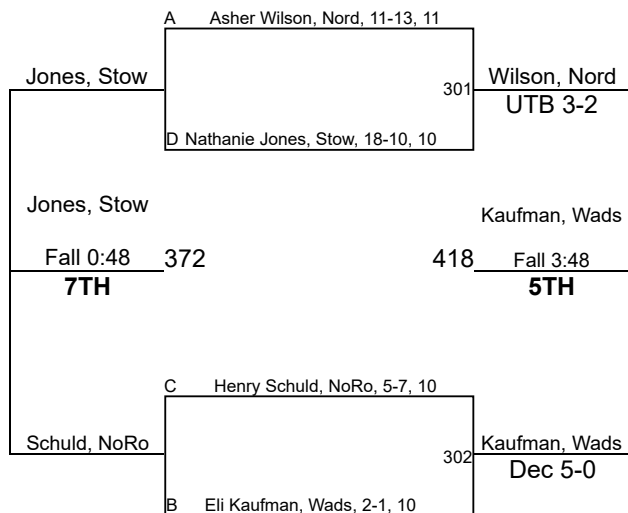 A Asher Wilson, Nord, 11-13, 11
Jones, Stow
301
Wilson, Nord
UTB 3-2
D Nathanie Jones, Stow, 18-10, 10
Jones, Stow
Kaufman, Wads
Fall 0:48
372
418
Fall 3:48
7TH
5TH
C Henry Schuld, NoRo, 5-7, 10
Schuld, NoRo
302
Kaufman, Wads
Dec 5-0
B Eli Kaufman, Wads, 2-1, 10